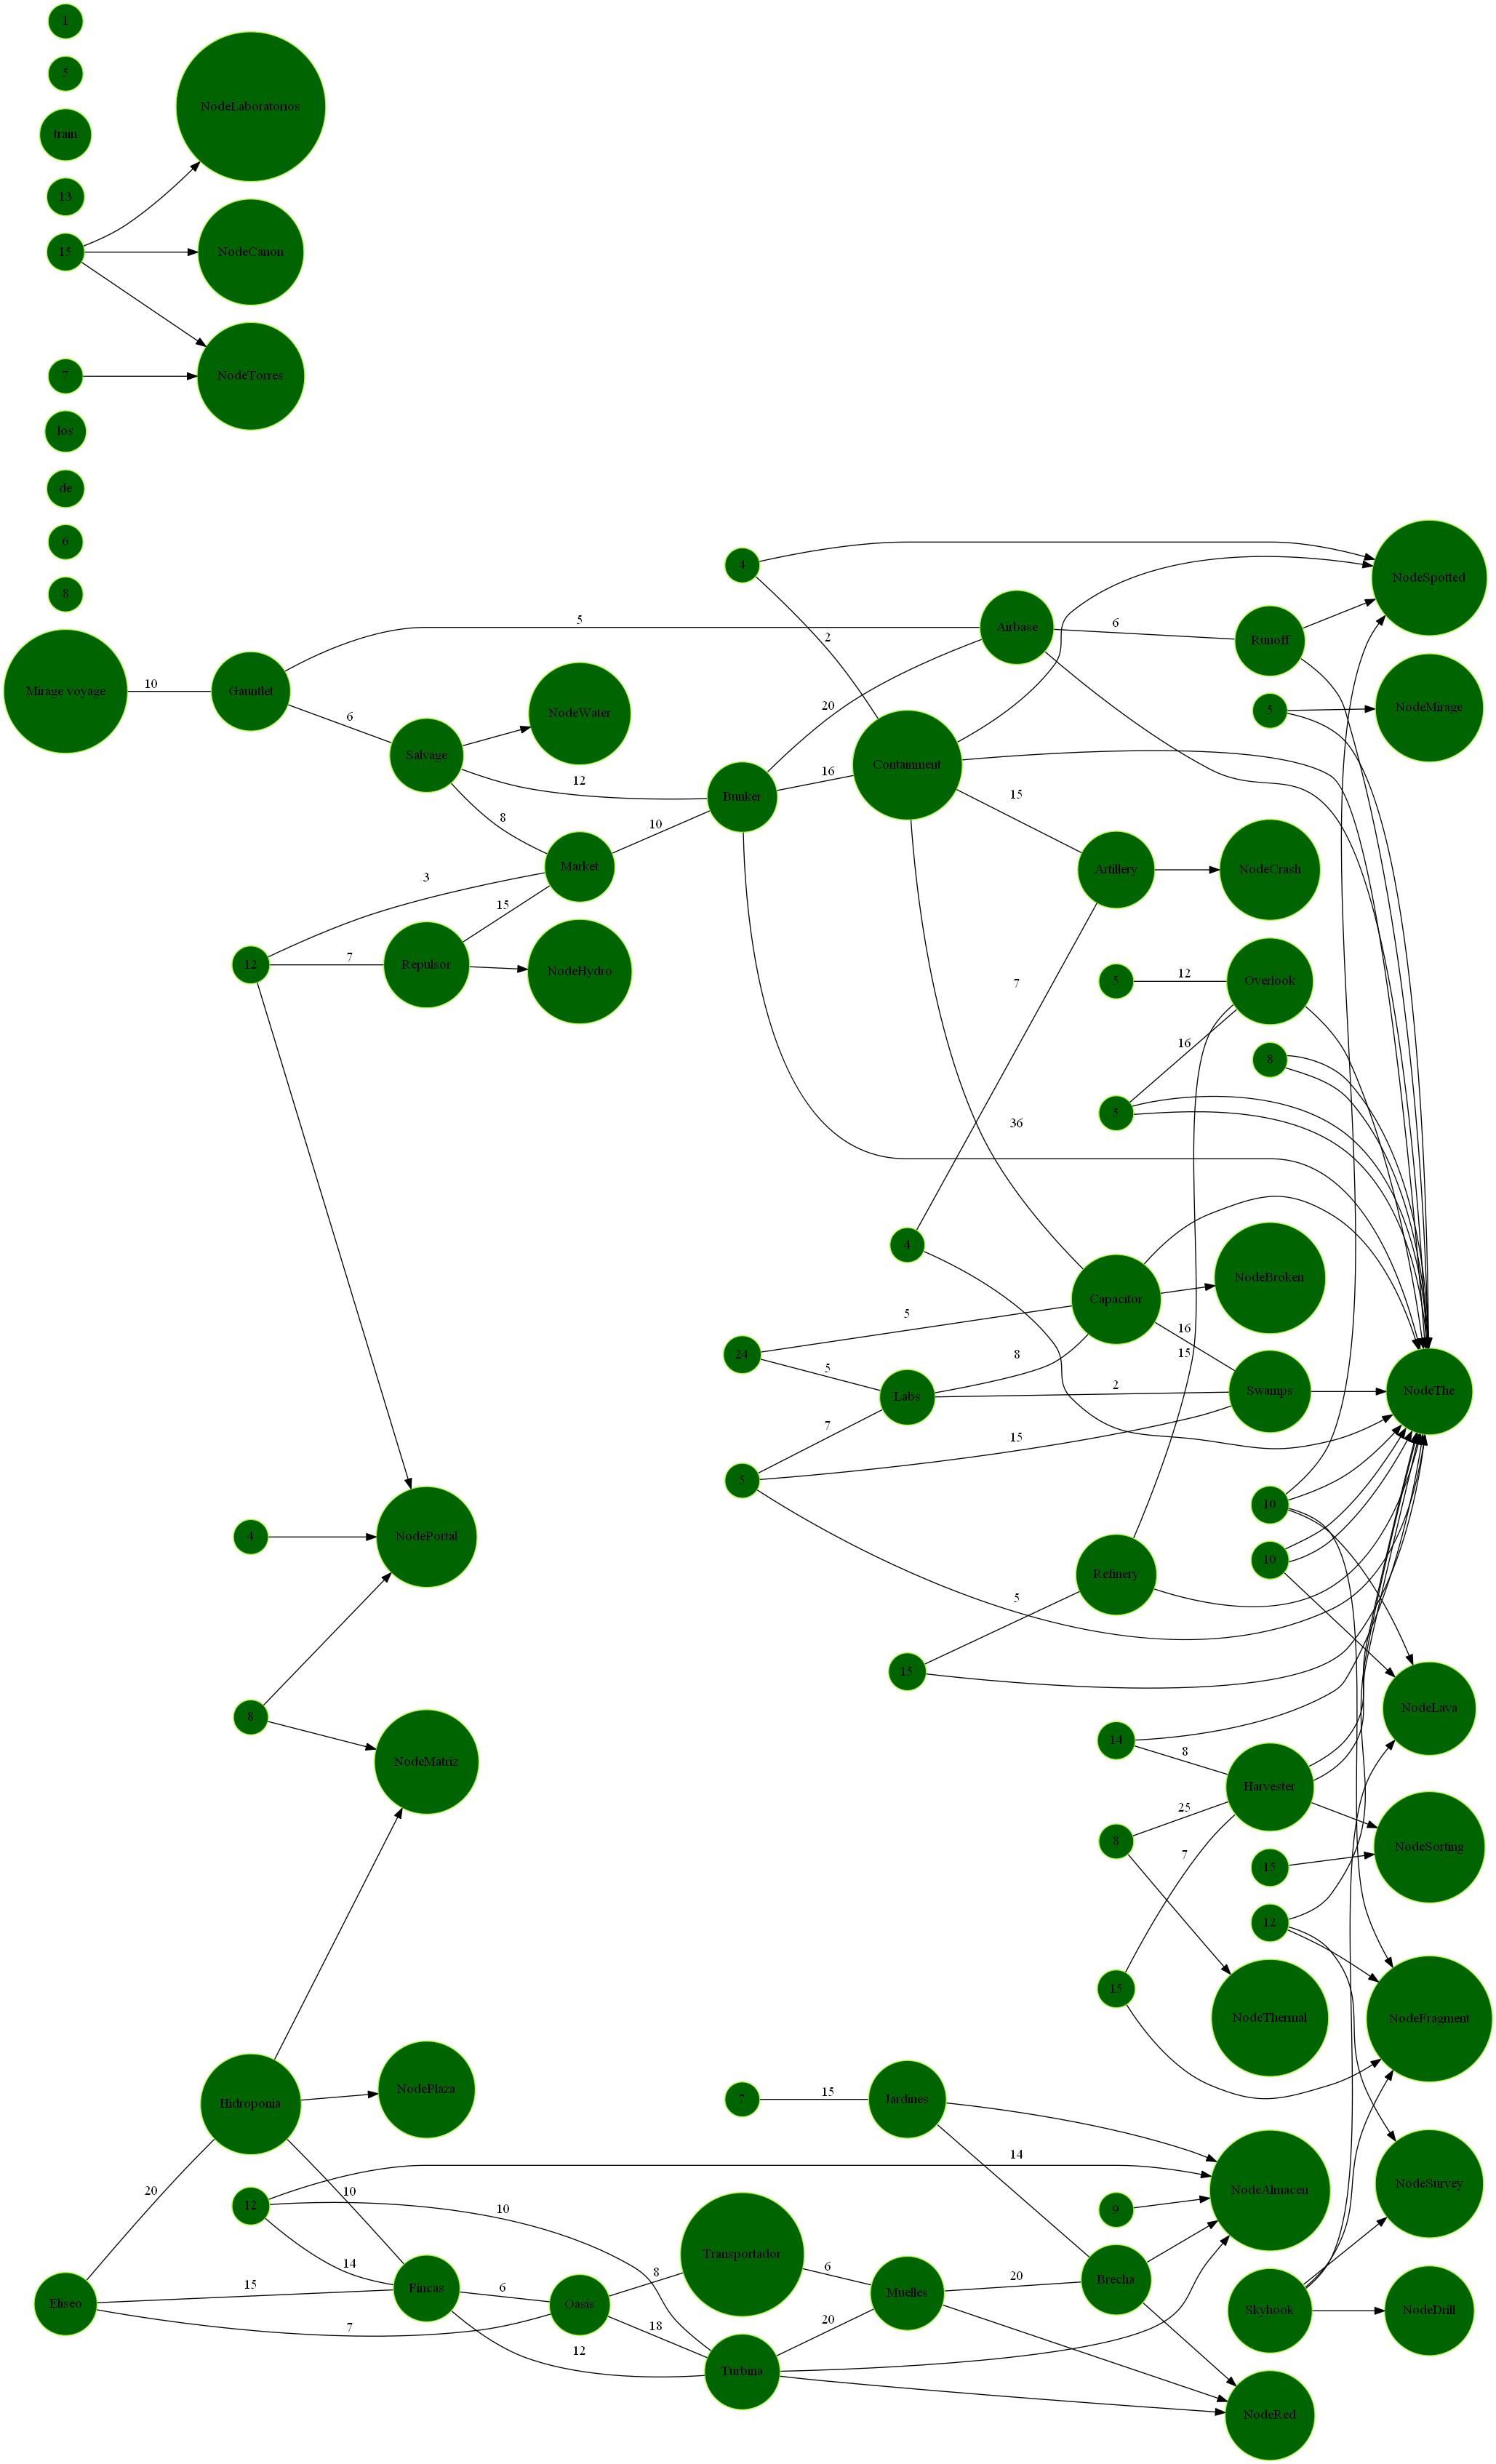 1
5
NodeLaboratorios
train
13
15
NodeCanon
7
NodeTorres
los
de
6
8
Mirage voyage
10
Gauntlet
5
6
Salvage
NodeWater
12
8
Market
10
Bunker
20
16
4
2
Containment
Airbase
6
Runoff
NodeSpotted
5
NodeMirage
15
Artillery
NodeCrash
3
15
12
7
Repulsor
NodeHydro
7
5
12
Overlook
16
8
5
36
4
Capacitor
NodeBroken
16
15
5
24
5
Labs
8
2
Swamps
NodeThe
7
5
15
10
10
4
NodePortal
Refinery
5
15
8
NodeMatriz
14
8
Harvester
NodeLava
25
8
7
15
NodeSorting
12
15
NodeThermal
NodeFragment
Hidroponia
NodePlaza
7
15
Jardines
14
NodeAlmacen
9
NodeSurvey
20
10
12
10
14
Eliseo
15
7
Fincas
6
Oasis
8
18
12
Transportador
6
Turbina
20
Muelles
20
Brecha
Skyhook
NodeDrill
NodeRed